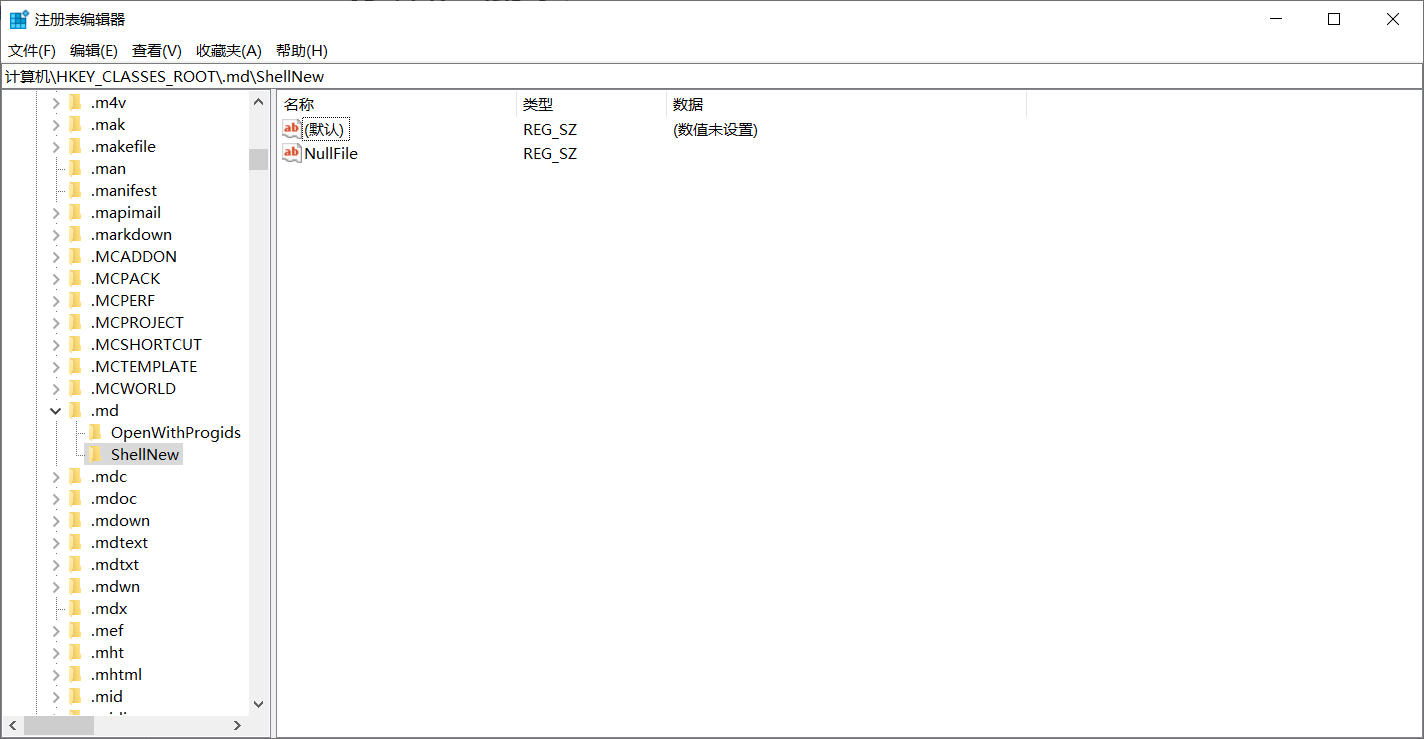 注册表编辑器
文件(F) 编辑(E) 查看(V) 收藏夹(A) 帮助(H)
计算机\HKEY_CLASSES_ROOT\.md\ShellNew
.m4v
.mak
.makefile
.man
.manifest
.mapimail
.markdown
.MCADDON
.MCPACK
.MCPERF
.MCPROJECT
.MCSHORTCUT
.MCTEMPLATE
.MCWORLD
.md
OpenWithProgids
ShellNew
.mdc
.mdoc
.mdown
.mdtext
.mdtxt
.mdwn
.mdx
.mef
.mht
.mhtml
.mid
名称 类型 数据
ab (默认) REG_SZ (数值未设置)
ab NullFile REG_SZ